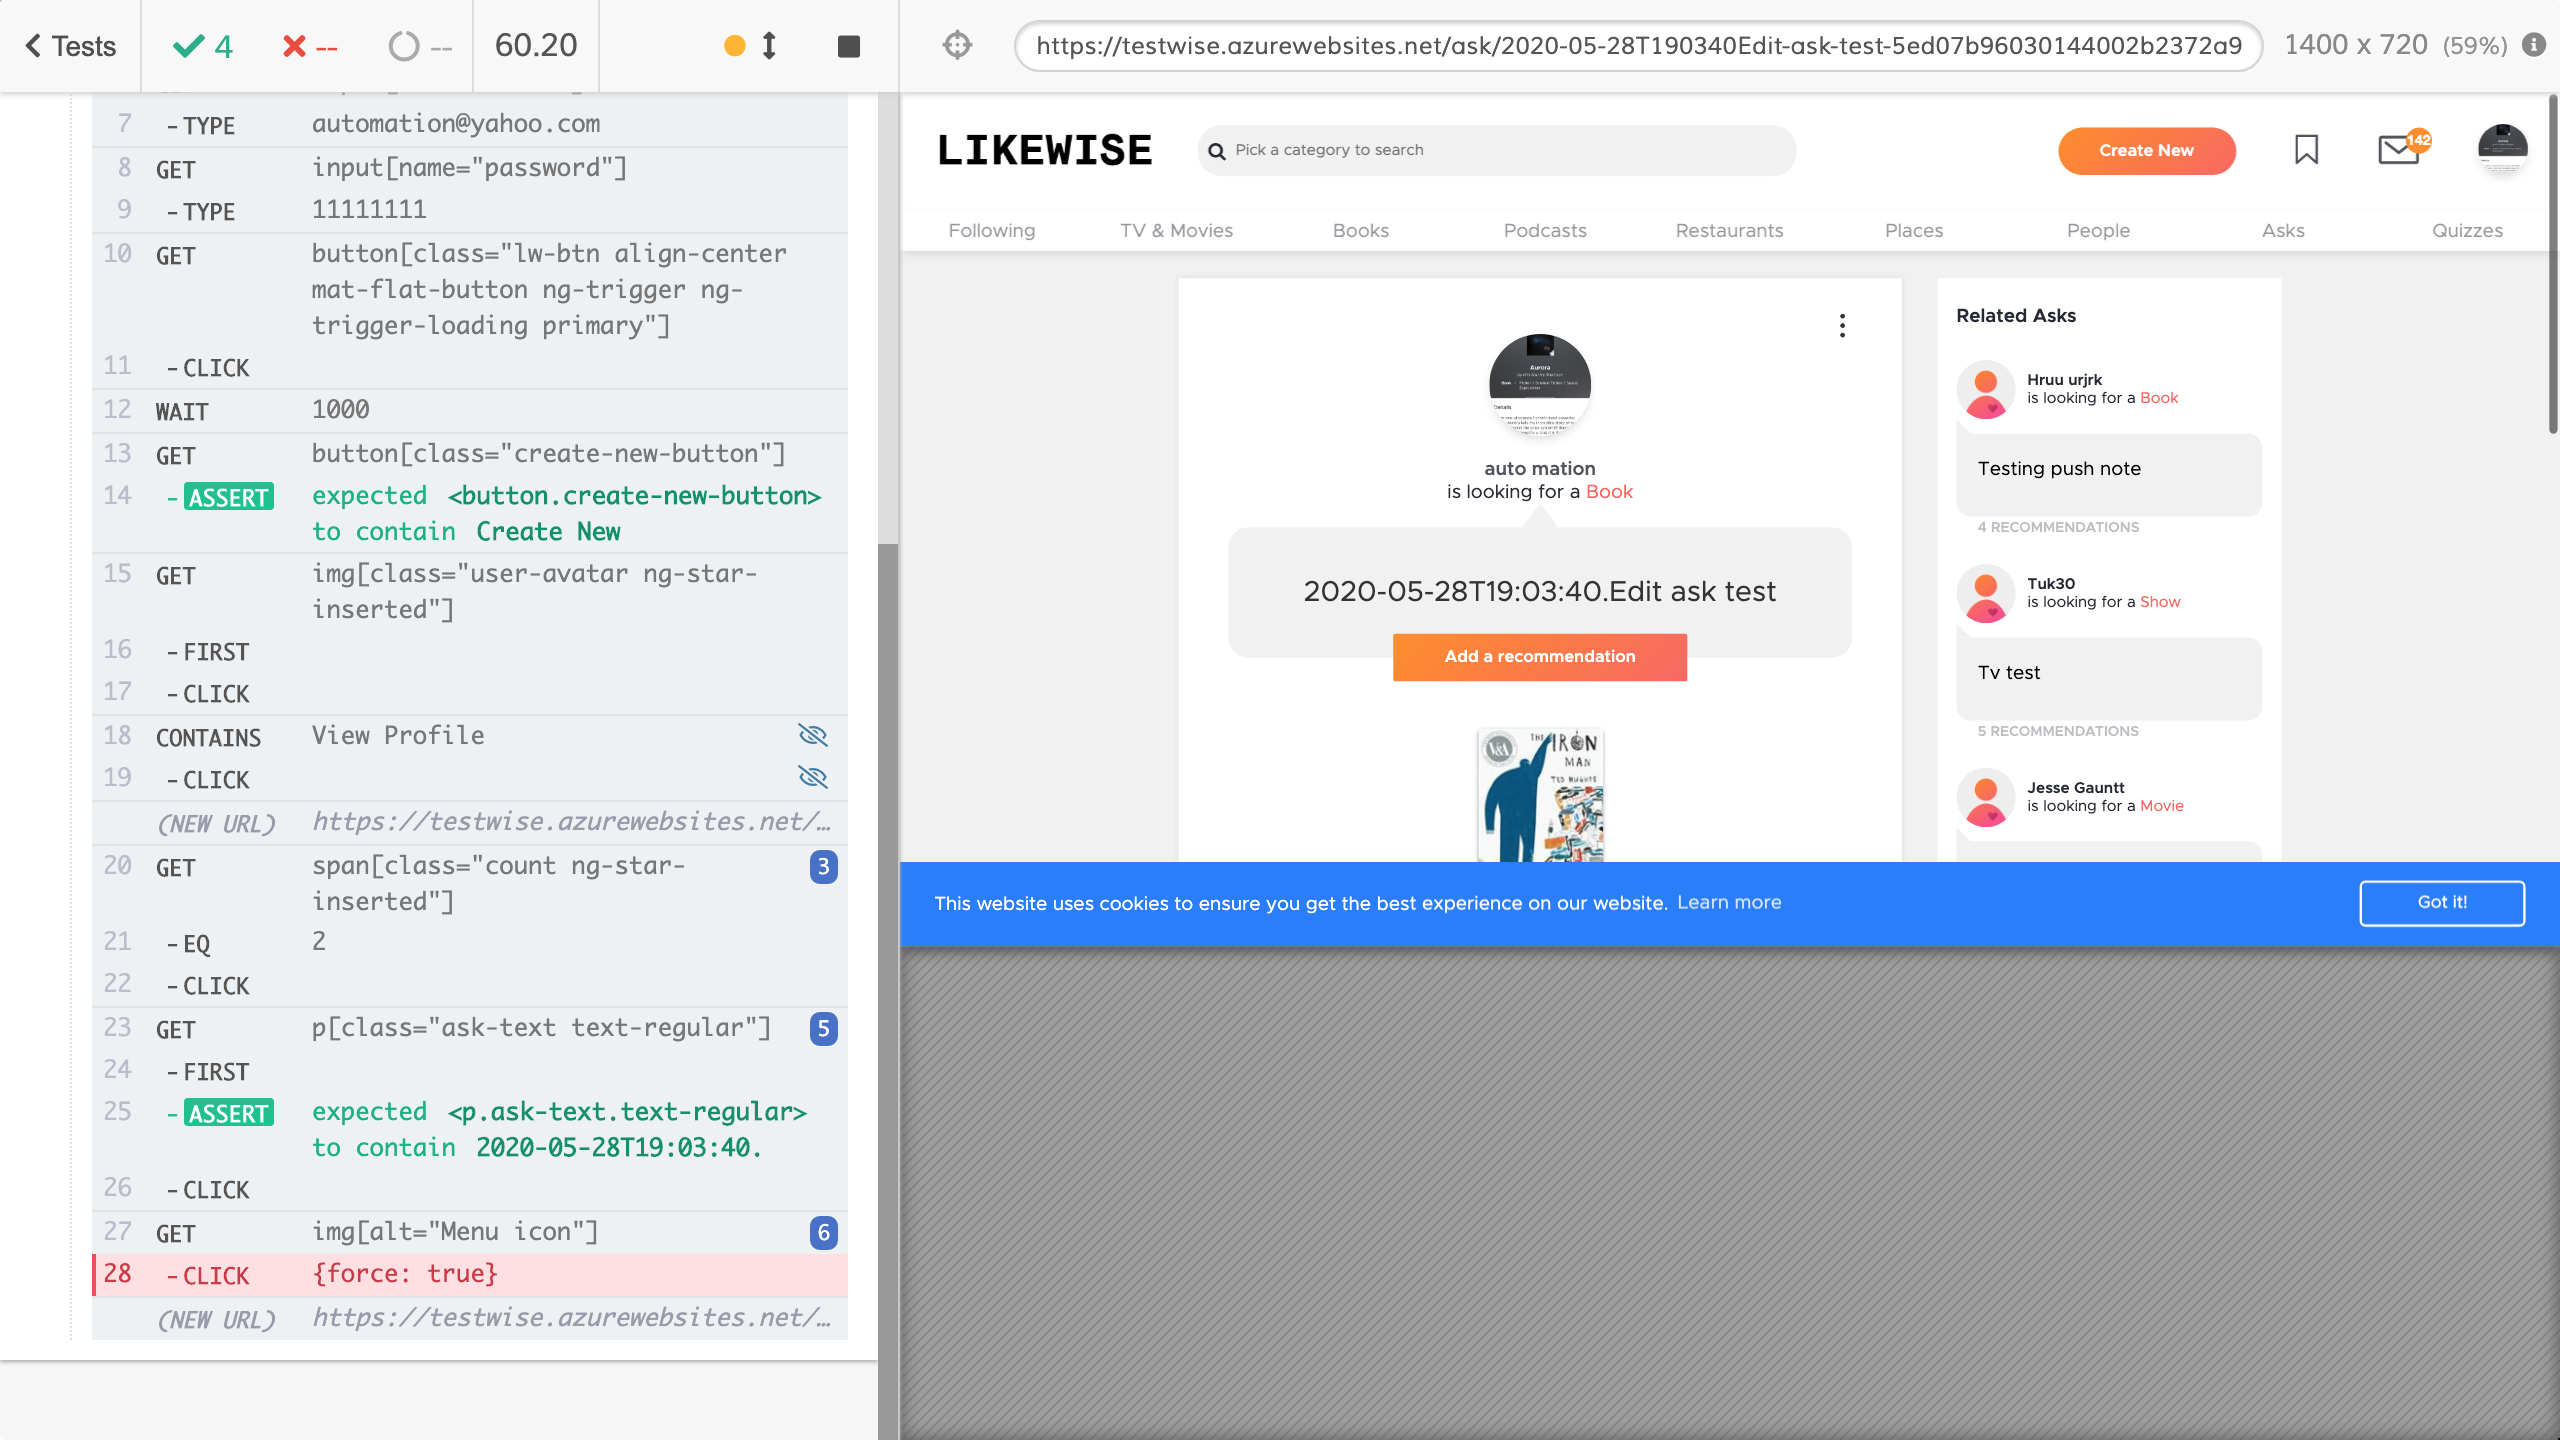 Tests
4
--
--
60.20
https://testwise.azurewebsites.net/ask/2020-05-28T190340Edit-ask-test-5ed07b96030144002b2372a9
1400 x 720 (59%)
7 -TYPE automation@yahoo.com
8 GET input[name="password"]
9 -TYPE 11111111
10 GET button[class="lw-btn align-center
mat-flat-button ng-trigger ng-
trigger-loading primary"]
11 -CLICK
12 WAIT 1000
13 GET button[class="create-new-button"]
14 -ASSERT expected <button.create-new-button>
to contain Create New
15 GET img[class="user-avatar ng-star-
inserted"]
16 -FIRST
17 -CLICK
18 CONTAINS View Profile
19 -CLICK
(NEW URL) https://testwise.azurewebsites.net/…
20 GET span[class="count ng-star-
inserted"] 3
21 -EQ 2
22 -CLICK
23 GET p[class="ask-text text-regular"] 5
24 -FIRST
25 -ASSERT expected <p.ask-text.text-regular>
to contain 2020-05-28T19:03:40.
26 -CLICK
27 GET img[alt="Menu icon"] 6
28 -CLICK {force: true}
(NEW URL) https://testwise.azurewebsites.net/…
LIKEWISE
Pick a category to search
Create New
142
Following TV & Movies Books Podcasts Restaurants Places People Asks Quizzes
Aurora
Details
auto mation
is looking for a Book
2020-05-28T19:03:40.Edit ask test
Add a recommendation
V&A
THE IRON
MAN
TED HUGHES
Related Asks
Hruu urjrk
is looking for a Book
Testing push note
4 RECOMMENDATIONS
Tuk30
is looking for a Show
Tv test
5 RECOMMENDATIONS
Jesse Gauntt
is looking for a Movie
This website uses cookies to ensure you get the best experience on our website. Learn more
Got it!